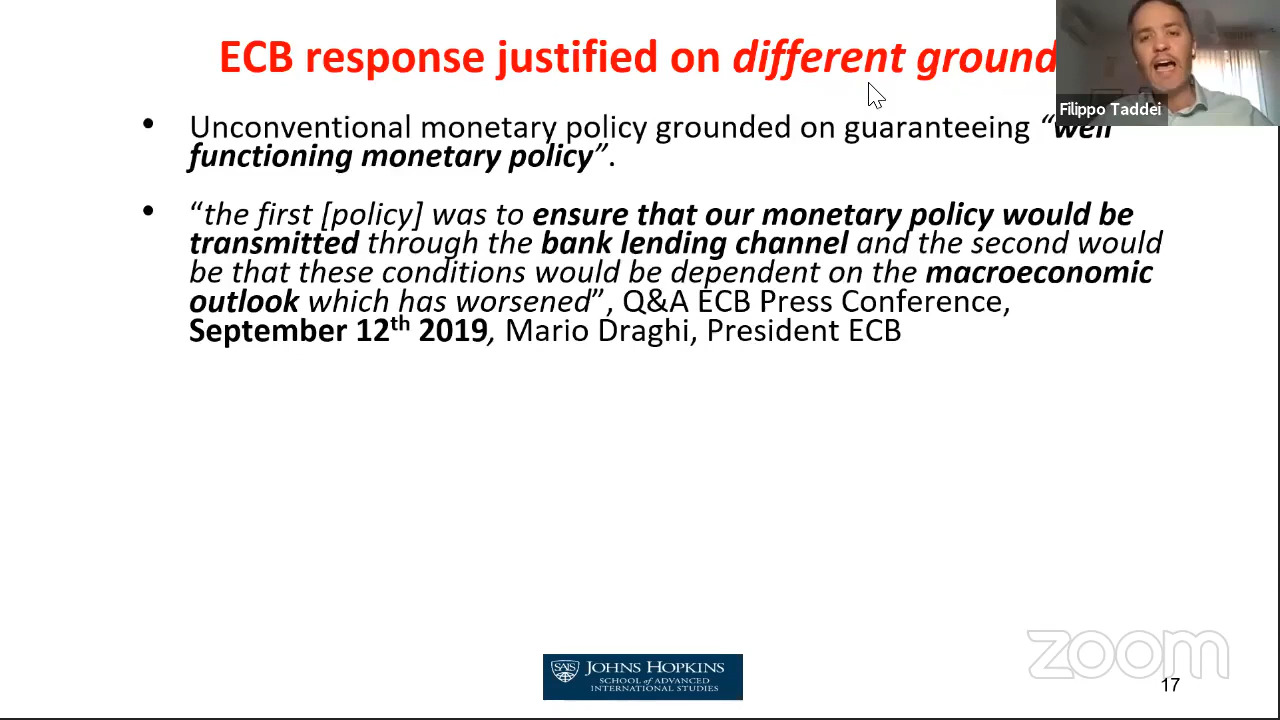 ECB response justified on different ground
Filippo Taddei
• Unconventional monetary policy grounded on guaranteeing “well
functioning monetary policy”.
• “the first [policy] was to ensure that our monetary policy would be
transmitted through the bank lending channel and the second would
be that these conditions would be dependent on the macroeconomic
outlook which has worsened”, Q&A ECB Press Conference,
September 12th 2019, Mario Draghi, President ECB
SAIS
JOHNS HOPKINS
SCHOOL of ADVANCED
INTERNATIONAL STUDIES
zoom
17